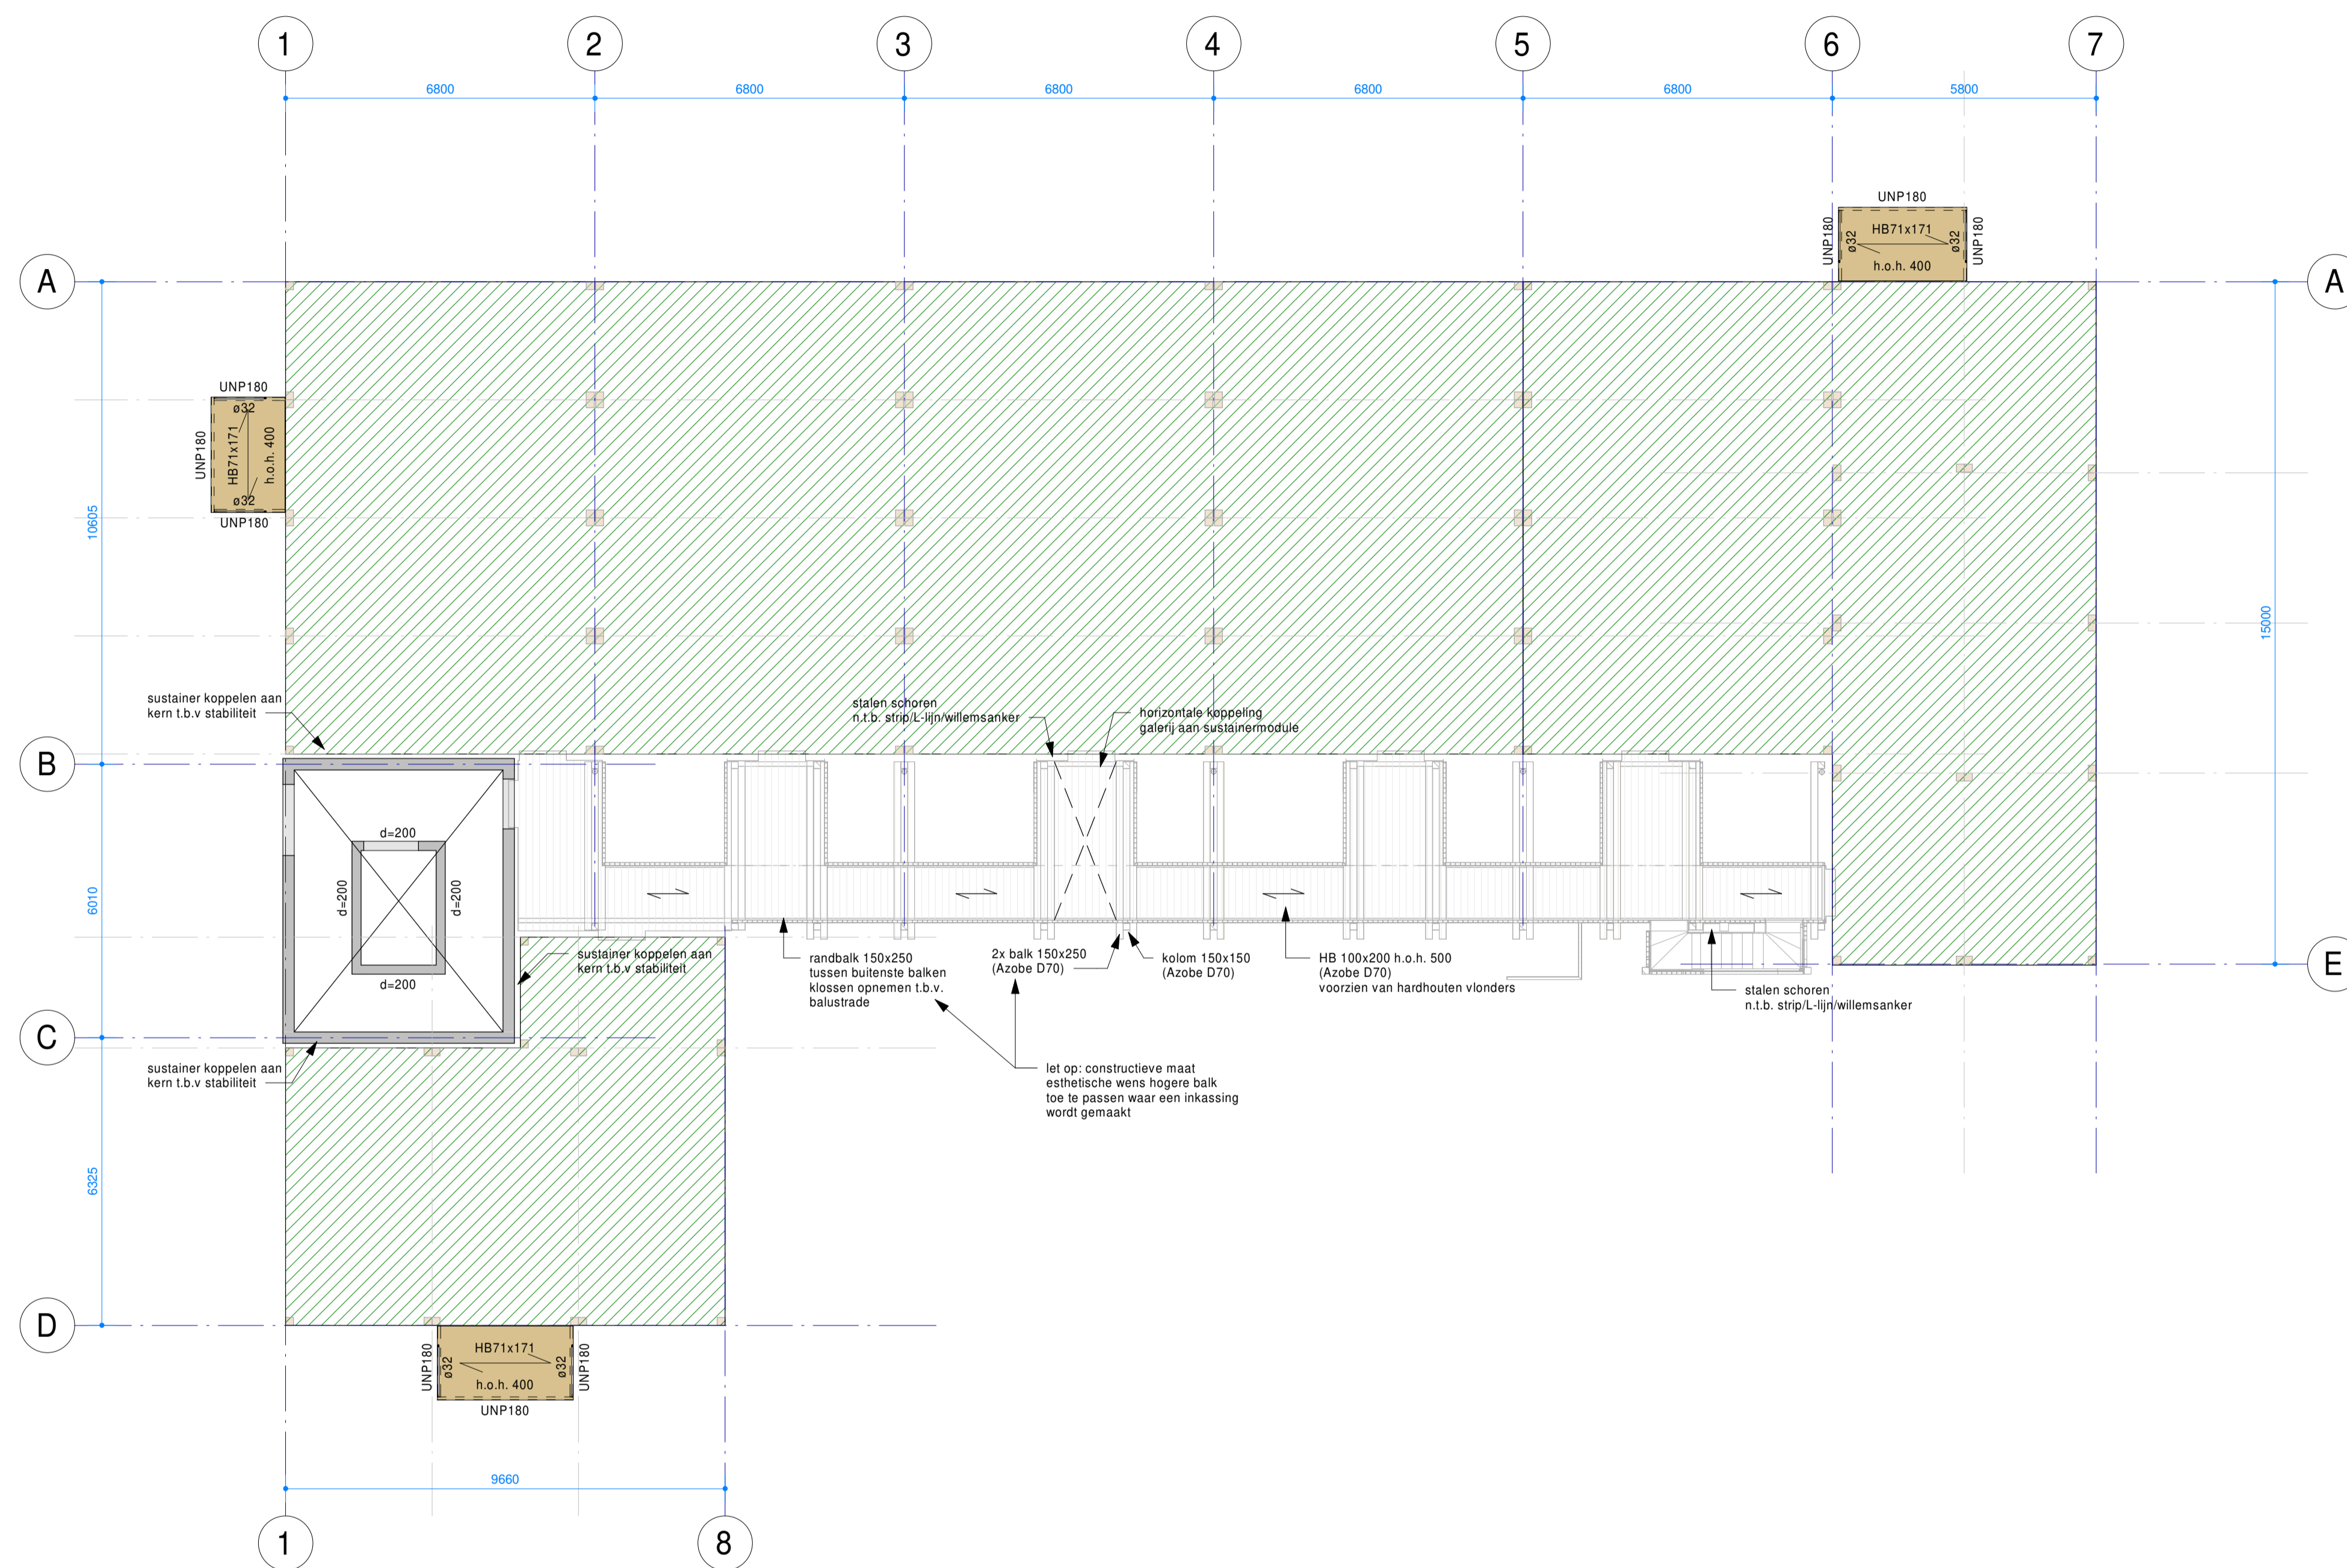 1
2
3
4
5
6
7
6800
6800
6800
6800
6800
5800
UNP180
UNP180
ø32
HB71x171
h.o.h. 400
ø32
UNP180
A
A
UNP180
ø32
UNP180
HB71x171
h.o.h. 400
ø32
UNP180
10605
15000
sustainer koppelen aan
kern t.b.v stabiliteit
stalen schoren
n.t.b. strip/L-lijn/willemsanker
horizontale koppeling
galerij aan sustainermodule
B
d=200
d=200
d=200
d=200
6010
sustainer koppelen aan
kern t.b.v stabiliteit
randbalk 150x250
tussen buitenste balken
klossen opnemen t.b.v.
balustrade
2x balk 150x250
(Azobe D70)
kolom 150x150
(Azobe D70)
HB 100x200 h.o.h. 500
(Azobe D70)
voorzien van hardhouten vlonders
stalen schoren
n.t.b. strip/L-lijn/willemsanker
E
C
sustainer koppelen aan
kern t.b.v stabiliteit
let op: constructieve maat
esthetische wens hogere balk
toe te passen waar een inkassing
wordt gemaakt
6325
D
UNP180
ø32
HB71x171
h.o.h. 400
ø32
UNP180
UNP180
9660
1
8